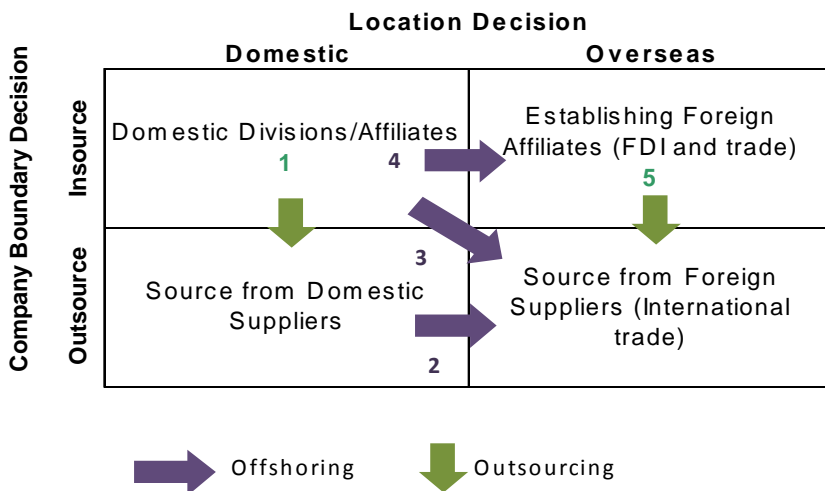 Location Decision
Domestic
Overseas
Company Boundary Decision
Insource
Domestic Divisions/Affiliates
1
4
Establishing Foreign
Affiliates (FDI and trade)
5
Outsource
3
Source from Domestic
Suppliers
2
Source from Foreign
Suppliers (International
trade)
Offshoring
Outsourcing